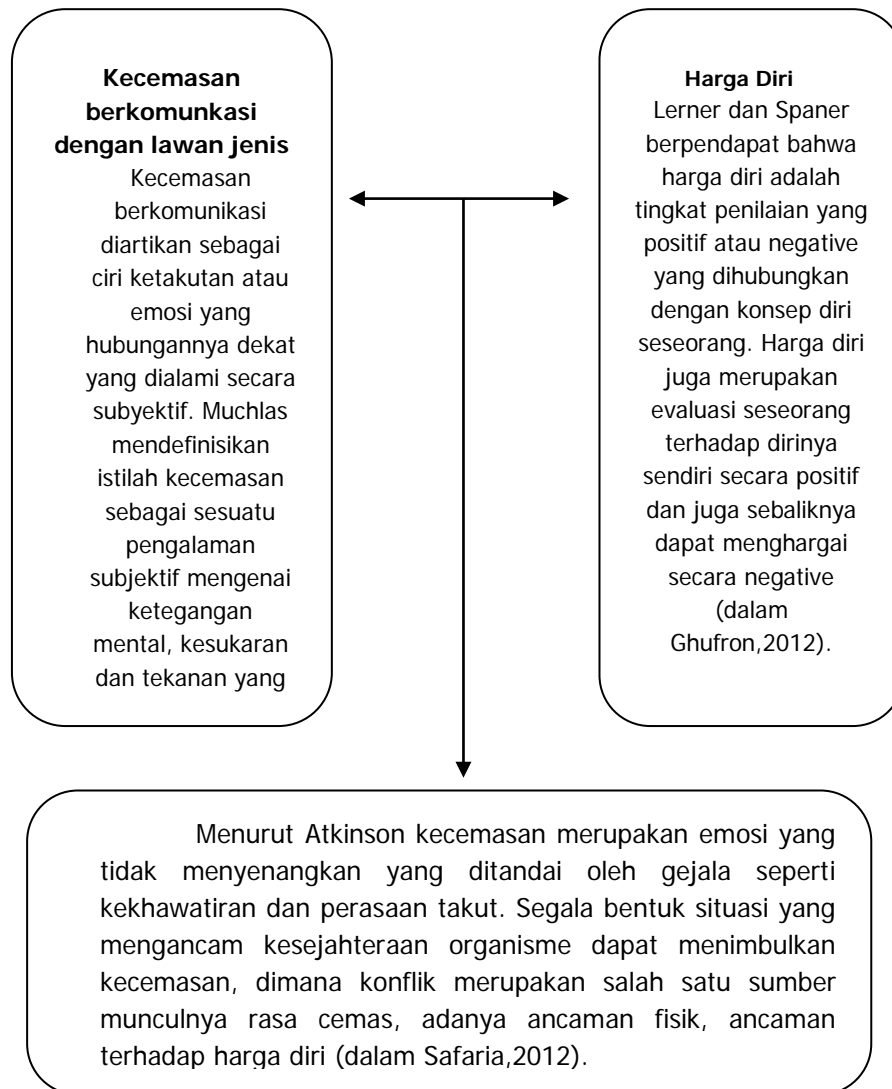 Kecemasan
berkomunkasi
dengan lawan jenis
Kecemasan
berkomunikasi
diartikan sebagai
ciri ketakutan atau
emosi yang
hubungannya dekat
yang dialami secara
subyektif. Muchlas
mendefinisikan
istilah kecemasan
sebagai sesuatu
pengalaman
subjektif mengenai
ketegangan
mental, kesukaran
dan tekanan yang
Harga Diri
Lerner dan Spaner
berpendapat bahwa
harga diri adalah
tingkat penilaian yang
positif atau negative
yang dihubungkan
dengan konsep diri
seseorang. Harga diri
juga merupakan
evaluasi seseorang
terhadap dirinya
sendiri secara positif
dan juga sebaliknya
dapat menghargai
secara negative
(dalam
Ghufron,2012).
Menurut Atkinson kecemasan merupakan emosi yang
tidak menyenangkan yang ditandai oleh gejala seperti
kekhawatiran dan perasaan takut. Segala bentuk situasi yang
mengancam kesejahteraan organisme dapat menimbulkan
kecemasan, dimana konflik merupakan salah satu sumber
munculnya rasa cemas, adanya ancaman fisik, ancaman
terhadap harga diri (dalam Safaria,2012).